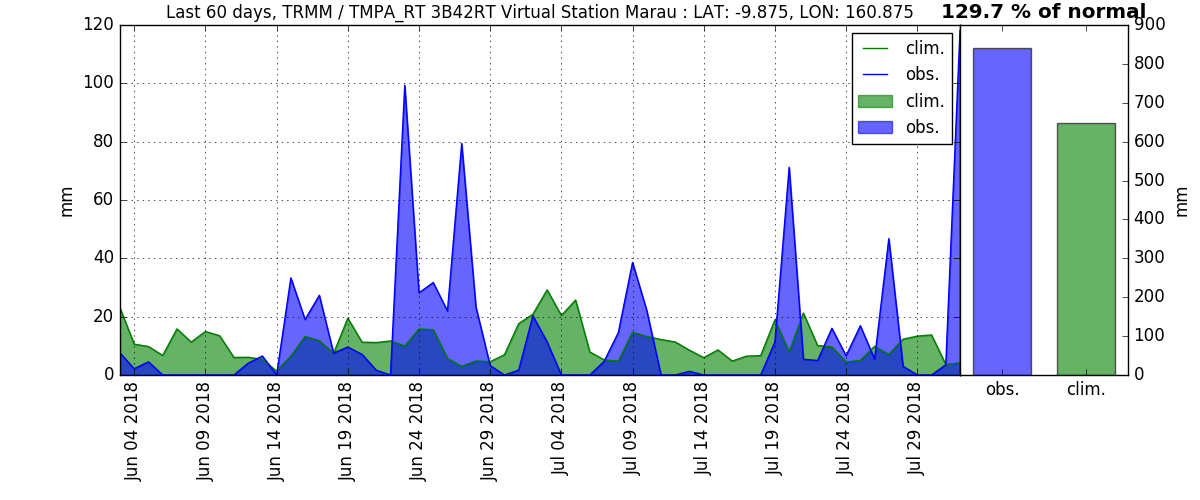 Last 60 days, TRMM / TMPA_RT 3B42RT Virtual Station Marau : LAT: -9.875, LON: 160.875
129.7 % of normal
120
100
80
60
40
20
0
mm
clim.
obs.
clim.
obs.
900
800
700
600
500
400
300
200
100
0
mm
Jun 04 2018
Jun 09 2018
Jun 14 2018
Jun 19 2018
Jun 24 2018
Jun 29 2018
Jul 04 2018
Jul 09 2018
Jul 14 2018
Jul 19 2018
Jul 24 2018
Jul 29 2018
obs.
clim.